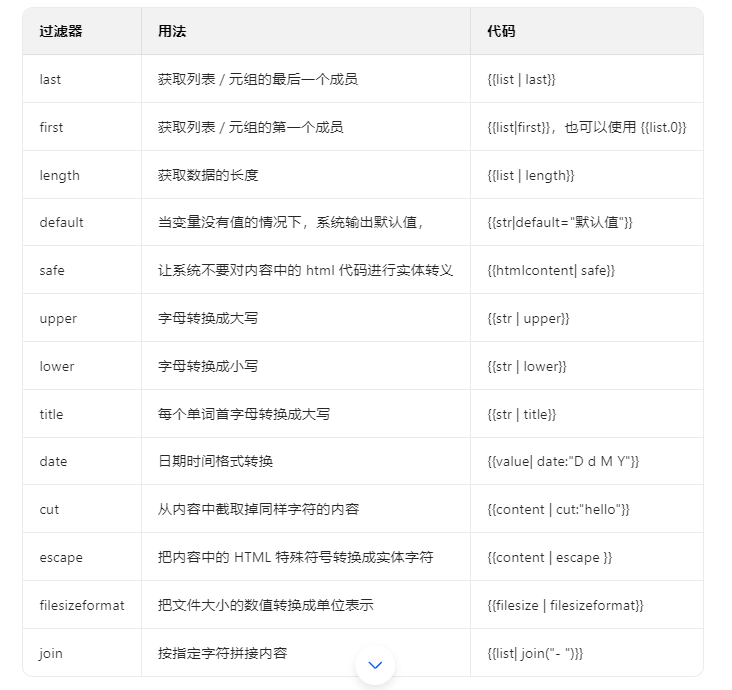 过滤器 用法 代码
last 获取列表 / 元组的最后一个成员 {{list | last}}
first 获取列表 / 元组的第一个成员 {{list|first}}，也可以使用 {{list.0}}
length 获取数据的长度 {{list | length}}
default 当变量没有值的情况下，系统输出默认值， {{str|default="默认值"}}
safe 让系统不要对内容中的 html 代码进行实体转义 {{htmlcontent| safe}}
upper 字母转换成大写 {{str | upper}}
lower 字母转换成小写 {{str | lower}}
title 每个单词首字母转换成大写 {{str | title}}
date 日期时间格式转换 {{value| date:"D d M Y"}}
cut 从内容中截取掉同样字符的内容 {{content | cut:"hello"}}
escape 把内容中的 HTML 特殊符号转换成实体字符 {{content | escape }}
filesizeformat 把文件大小的数值转换成单位表示 {{filesize | filesizeformat}}
join 按指定字符拼接内容 {{list| join("- ")}}